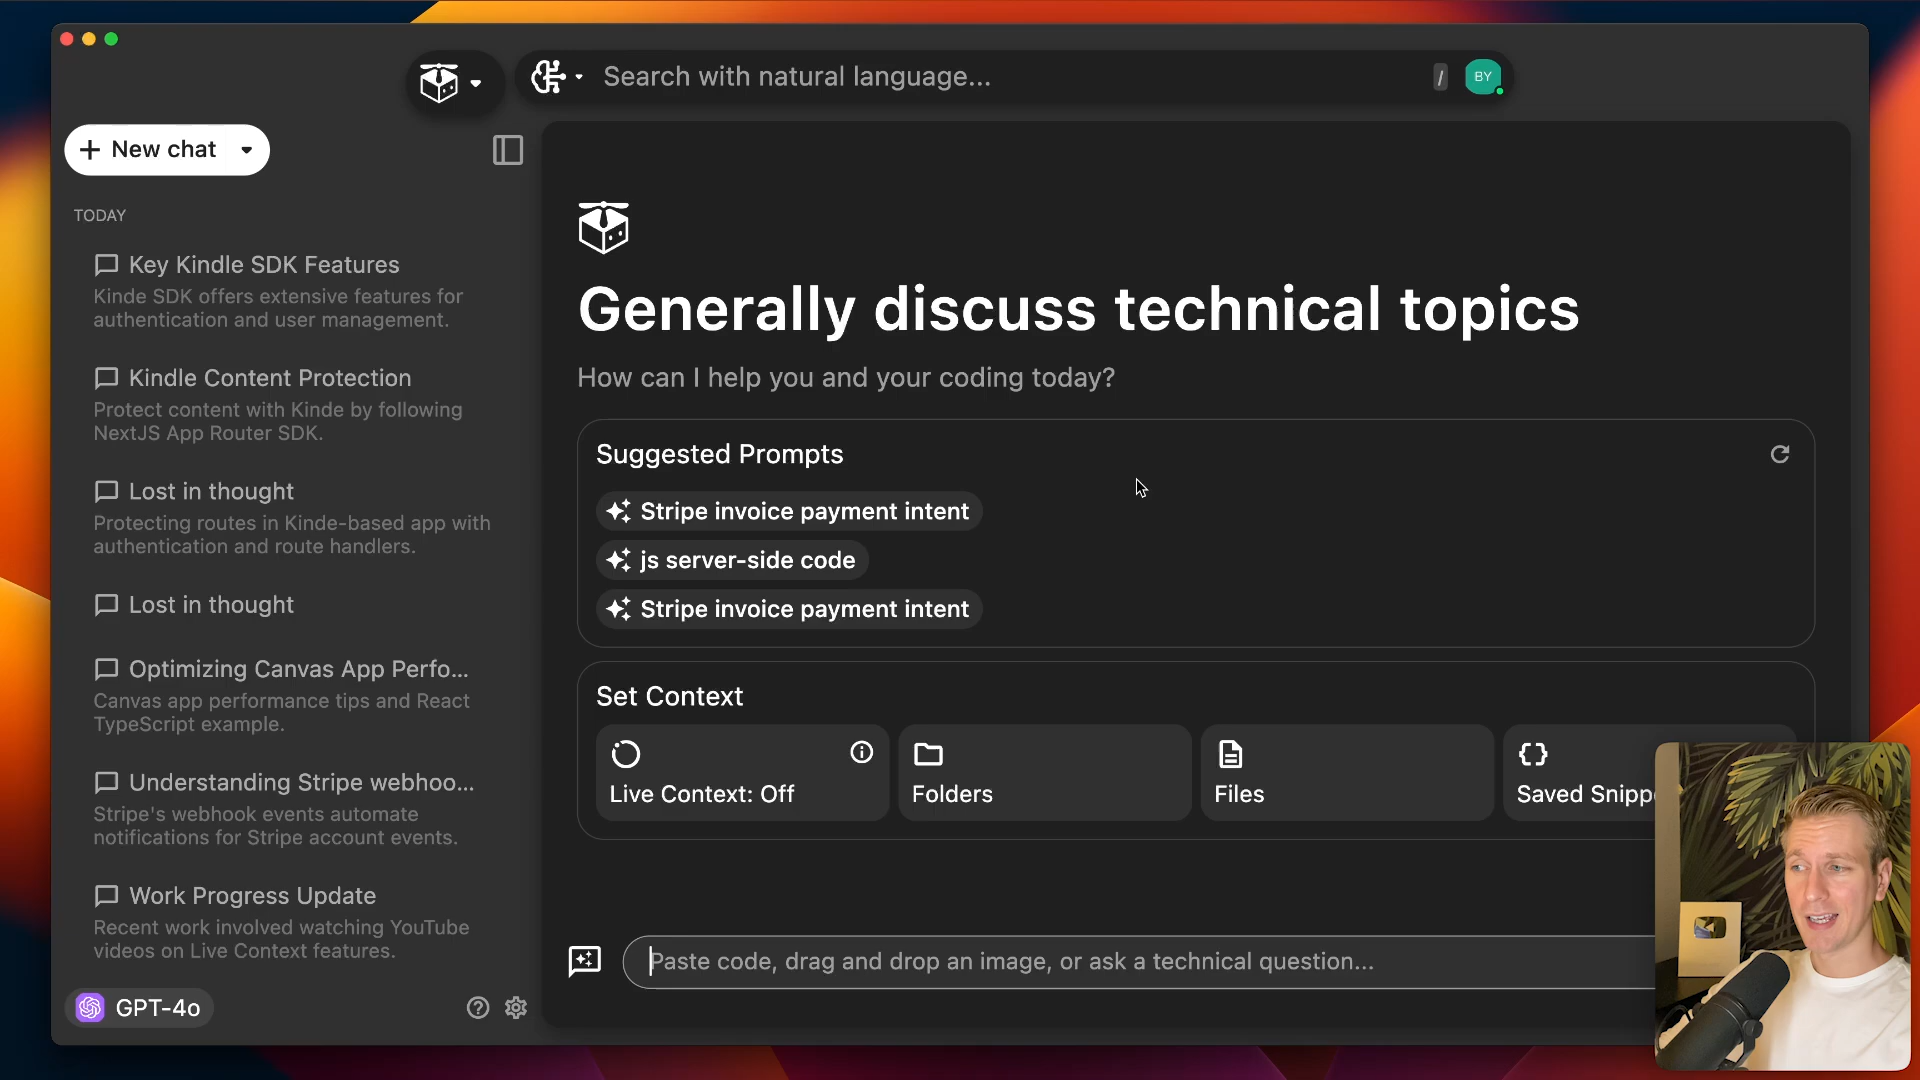 Search with natural language...
/
BY
New chat
TODAY
Key Kindle SDK Features
Kinde SDK offers extensive features for
authentication and user management.
Kindle Content Protection
Protect content with Kinde by following
NextJS App Router SDK.
Lost in thought
Protecting routes in Kinde-based app with
authentication and route handlers.
Lost in thought
Optimizing Canvas App Perfo...
Canvas app performance tips and React
TypeScript example.
Understanding Stripe webhoo...
Stripe's webhook events automate
notifications for Stripe account events.
Work Progress Update
Recent work involved watching YouTube
videos on Live Context features.
GPT-4o
Generally discuss technical topics
How can I help you and your coding today?
Suggested Prompts
Stripe invoice payment intent
js server-side code
Stripe invoice payment intent
Set Context
Live Context: Off
Folders
Files
Saved Snipp
Paste code, drag and drop an image, or ask a technical question...